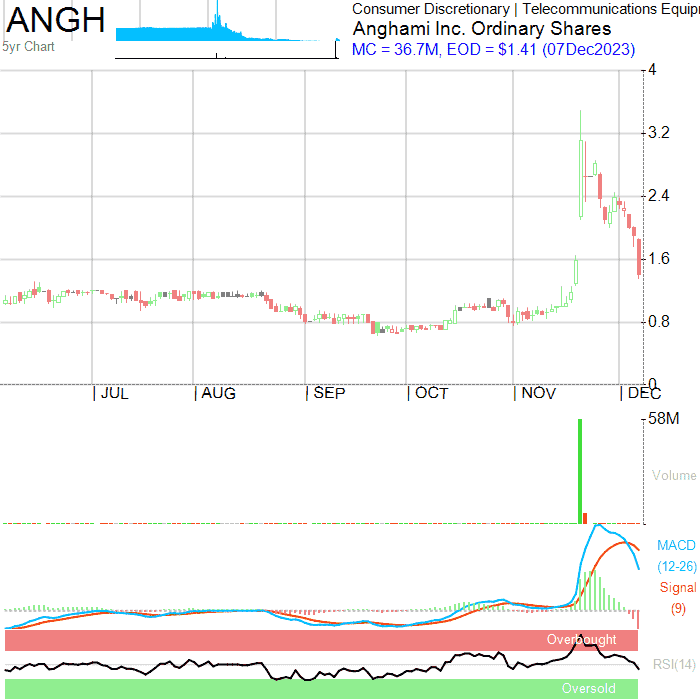 ANGH
5yr Chart
Consumer Discretionary | Telecommunications Equip
Anghami Inc. Ordinary Shares
MC = 36.7M, EOD = $1.41 (07Dec2023)
4
3.2
2.4
1.6
0.8
0
| JUL | AUG | SEP | OCT | NOV | DEC
58M
Volume
MACD
(12-26)
Signal
(9)
Overbought
RSI(14)
Oversold